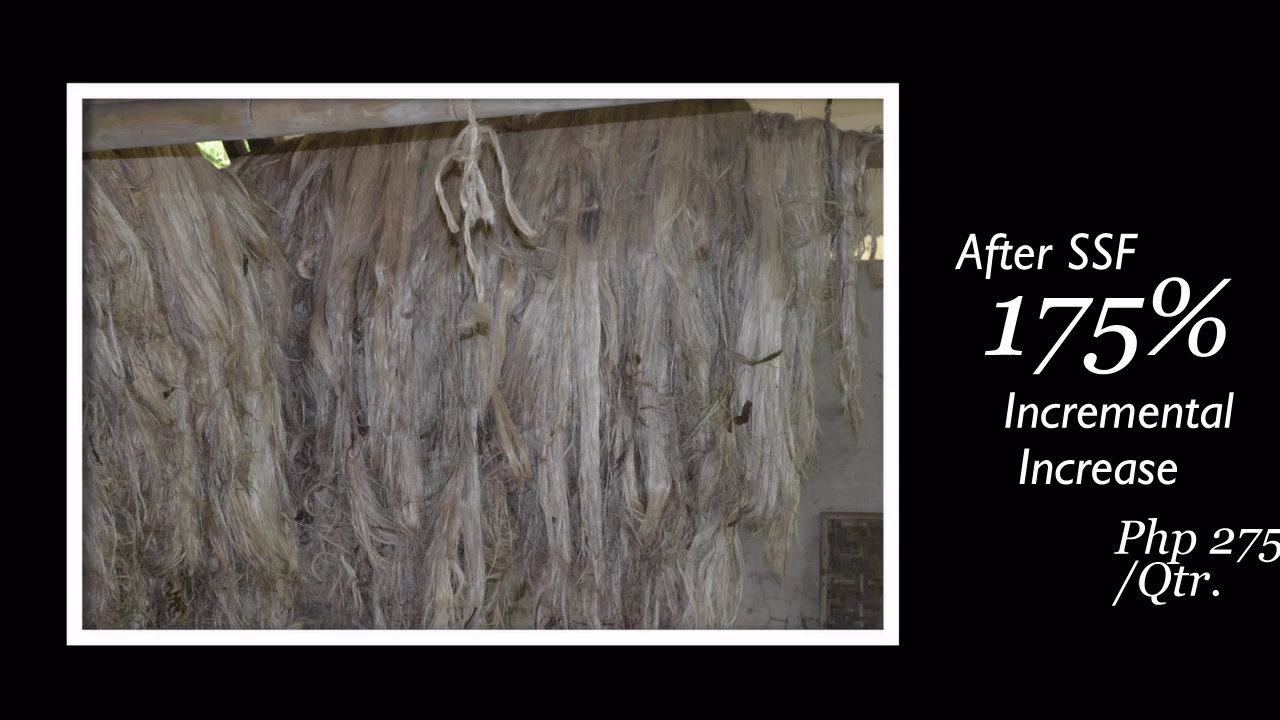 After SSF
175%
Incremental
Increase
Php 275
/Qtr.